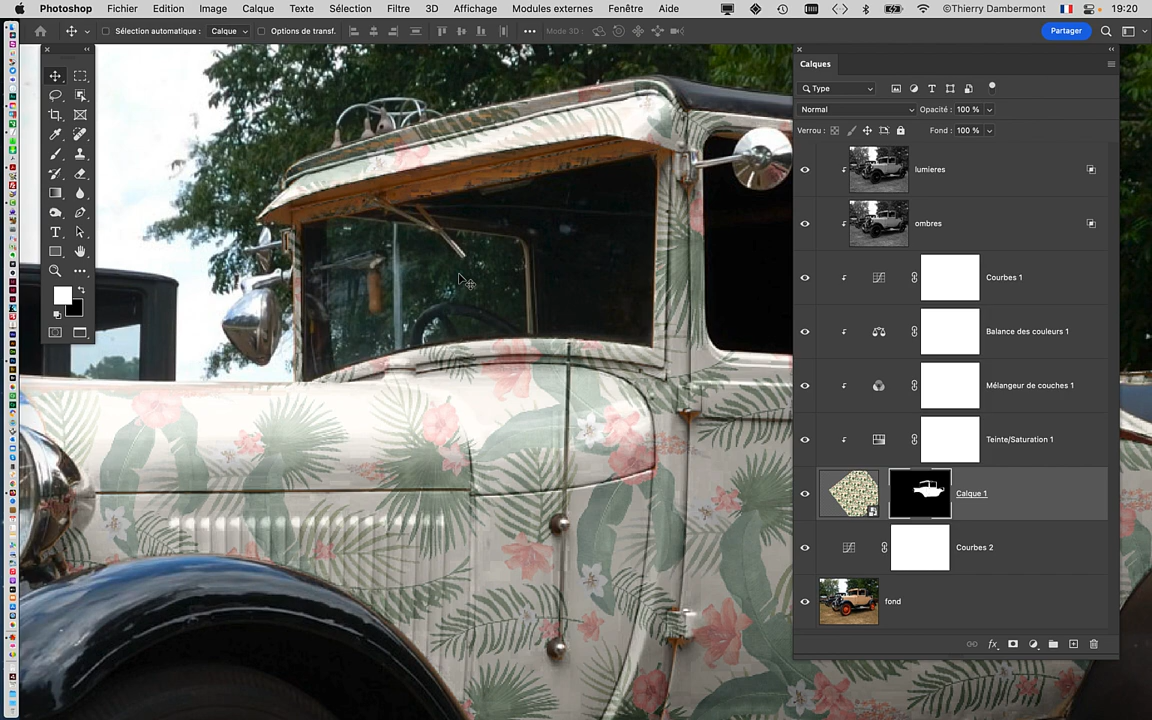 Photoshop Fichier Edition Image Calque Texte Sélection Filtre 3D Affichage Modules externes Fenêtre Aide ©Thierry Dambermont 19:20
Sélection automatique : Calque Options de transf. Mode 3D : Partager
Calques
Type
Normal Opacité : 100 %
Verrou : Fond : 100 %
lumieres
ombres
Courbes 1
Balance des couleurs 1
Mélangeur de couches 1
Teinte/Saturation 1
Calque 1
Courbes 2
fond